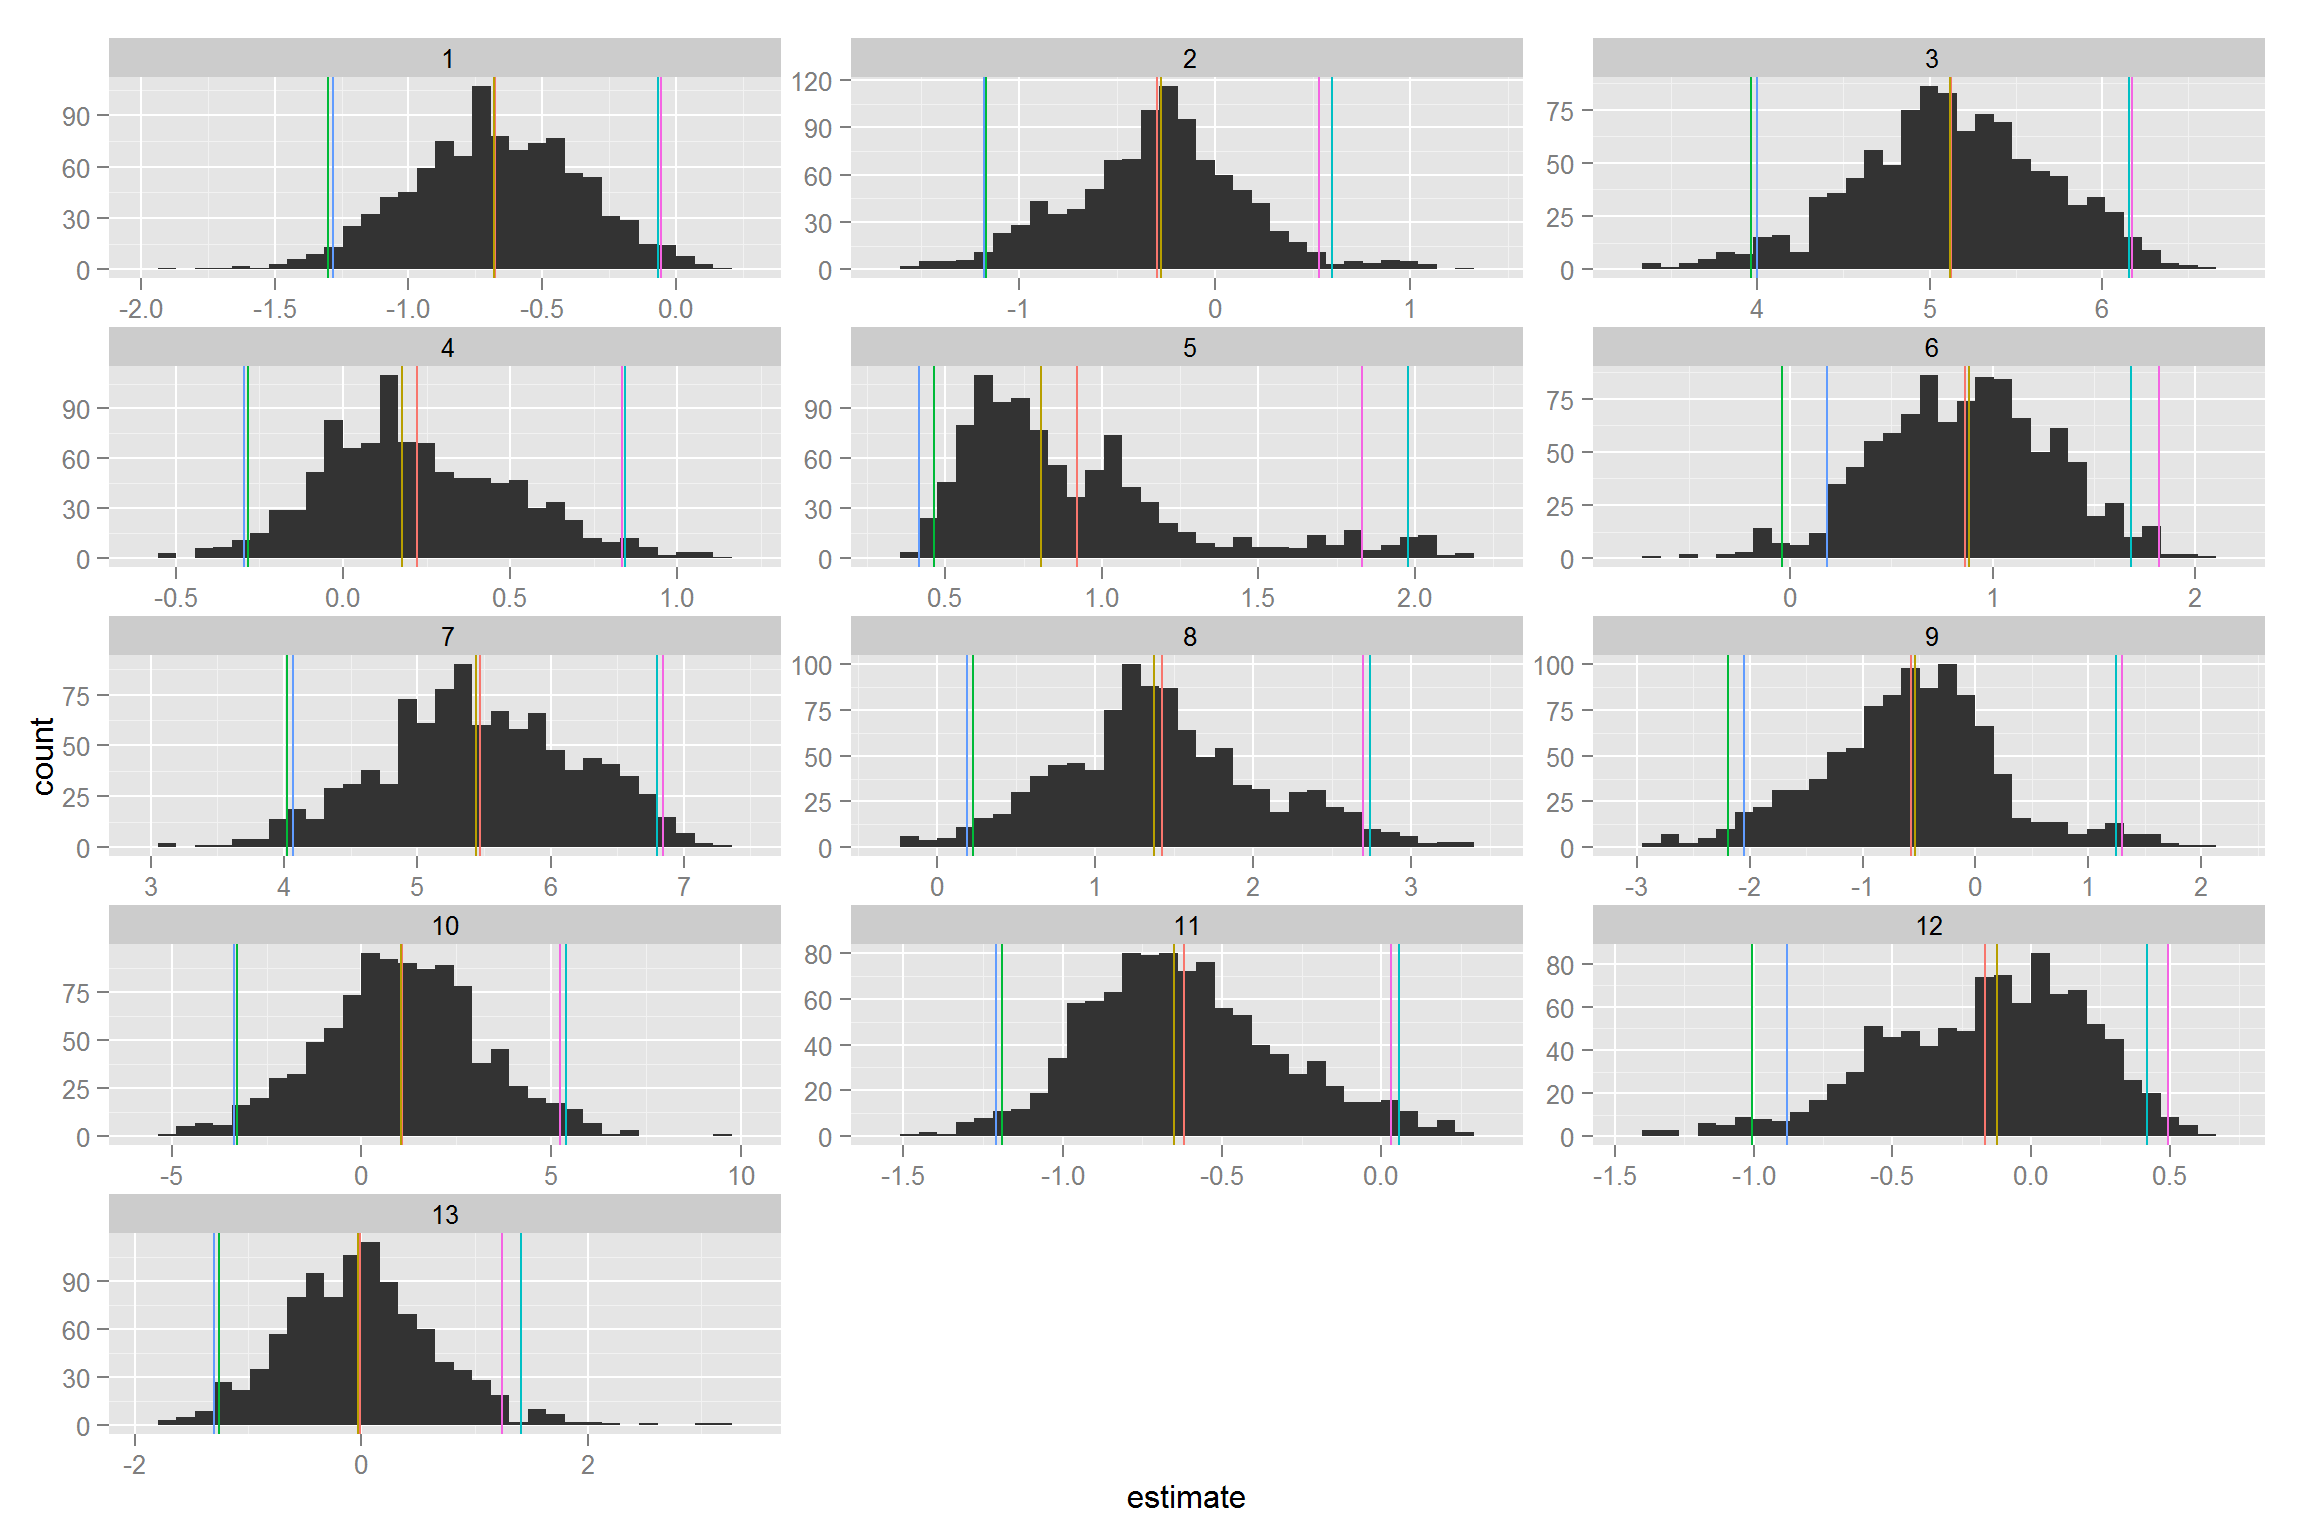 1 2 3
90 60 30 0
120 90 60 30 0
75 50 25 0
-2.0 -1.5 -1.0 -0.5 0.0
-1 0 1
4 5 6
4 5 6
90 60 30 0
90 60 30 0
75 50 25 0
-0.5 0.0 0.5 1.0
0.5 1.0 1.5 2.0
0 1 2
7 8 9
75 50 25 0
100 75 50 25 0
100 75 50 25 0
3 4 5 6 7
0 1 2 3
-3 -2 -1 0 1 2
10 11 12
75 50 25 0
80 60 40 20 0
80 60 40 20 0
-5 0 5 10
-1.5 -1.0 -0.5 0.0
-1.5 -1.0 -0.5 0.0 0.5
13
90 60 30 0
-2 0 2
count
estimate